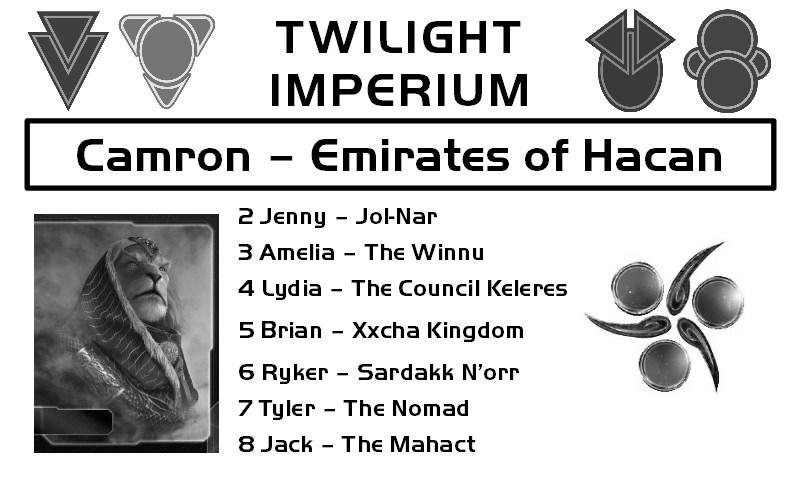 TWILIGHT
IMPERIUM
Camron – Emirates of Hacan
2 Jenny – Jol-Nar
3 Amelia – The Winnu
4 Lydia – The Council Keleres
5 Brian – Xxcha Kingdom
6 Ryker – Sardakk N'orr
7 Tyler – The Nomad
8 Jack – The Mahact